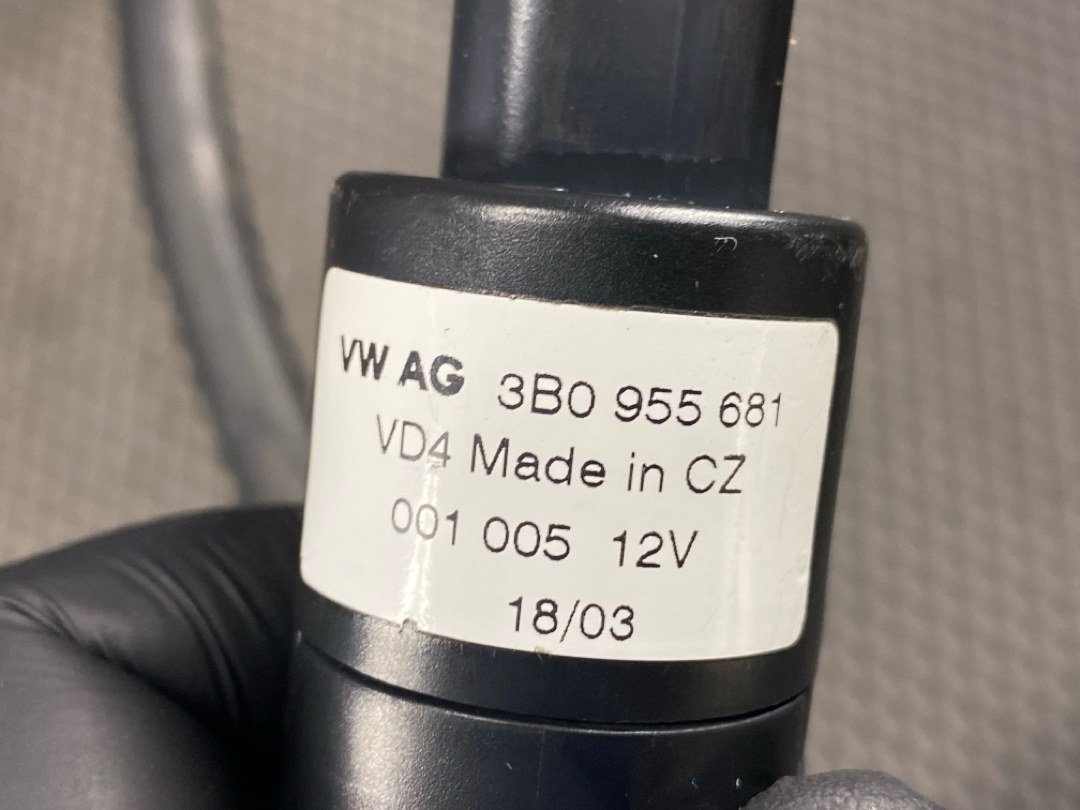 VW AG 3B0 955 681
VD4 Made in CZ
001 005 12V
18/03